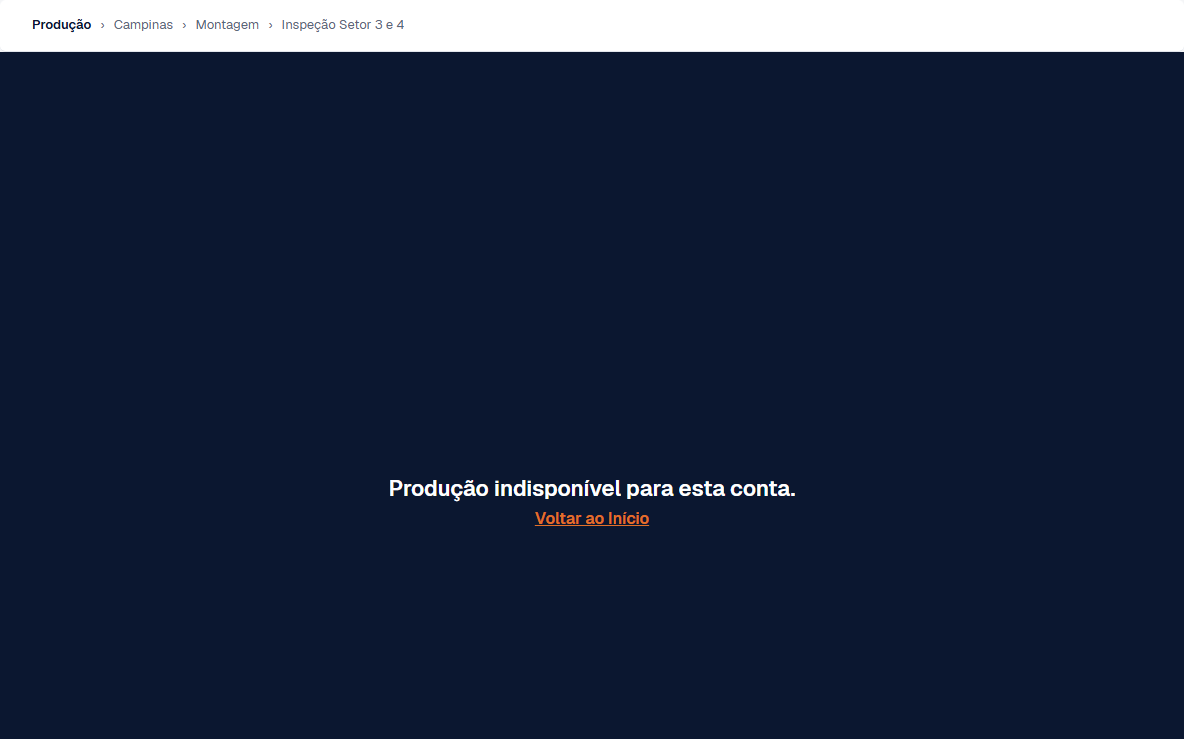 Produção › Campinas › Montagem › Inspeção Setor 3 e 4
Produção indisponível para esta conta.
Voltar ao Início